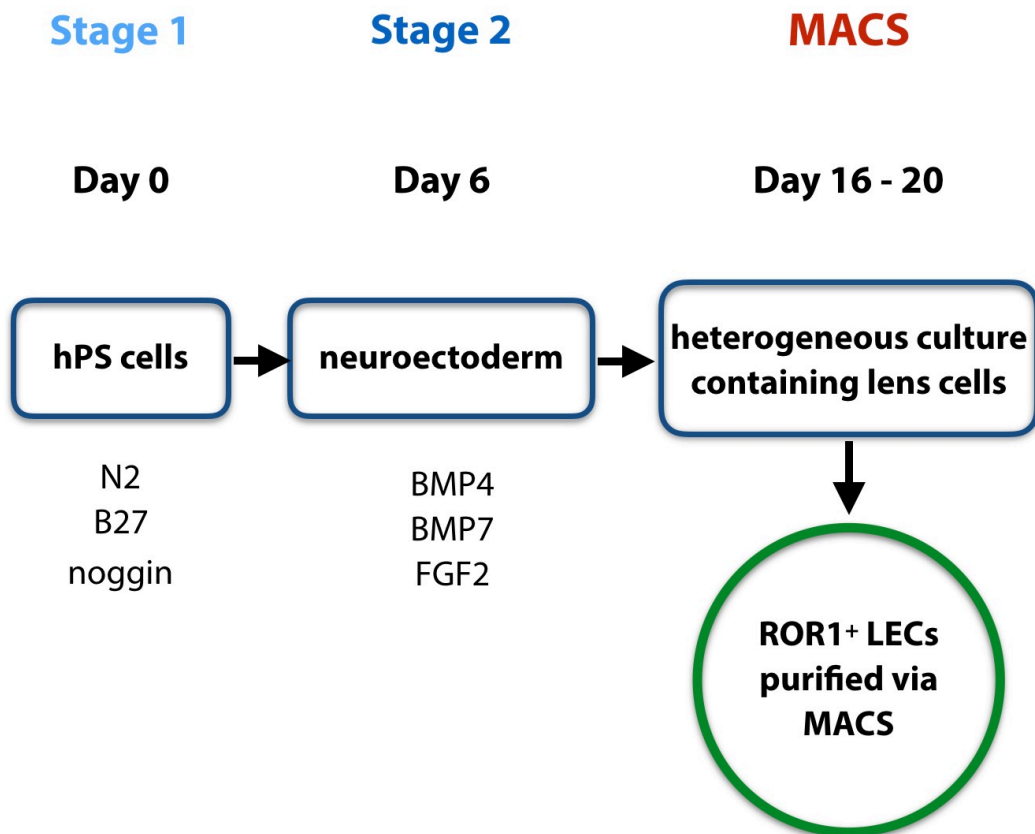 Stage 1
Stage 2
MACS
Day 0
Day 6
Day 16 - 20
hPS cells
neuroectoderm
heterogeneous culture
containing lens cells
N2
B27
noggin
BMP4
BMP7
FGF2
ROR1⁺ LECs
purified via
MACS